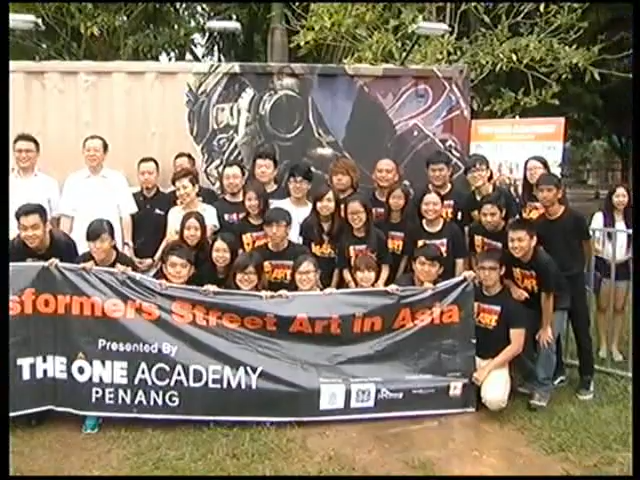 sformers Street Art in Asia
Presented By
THE ONE ACADEMY
PENANG